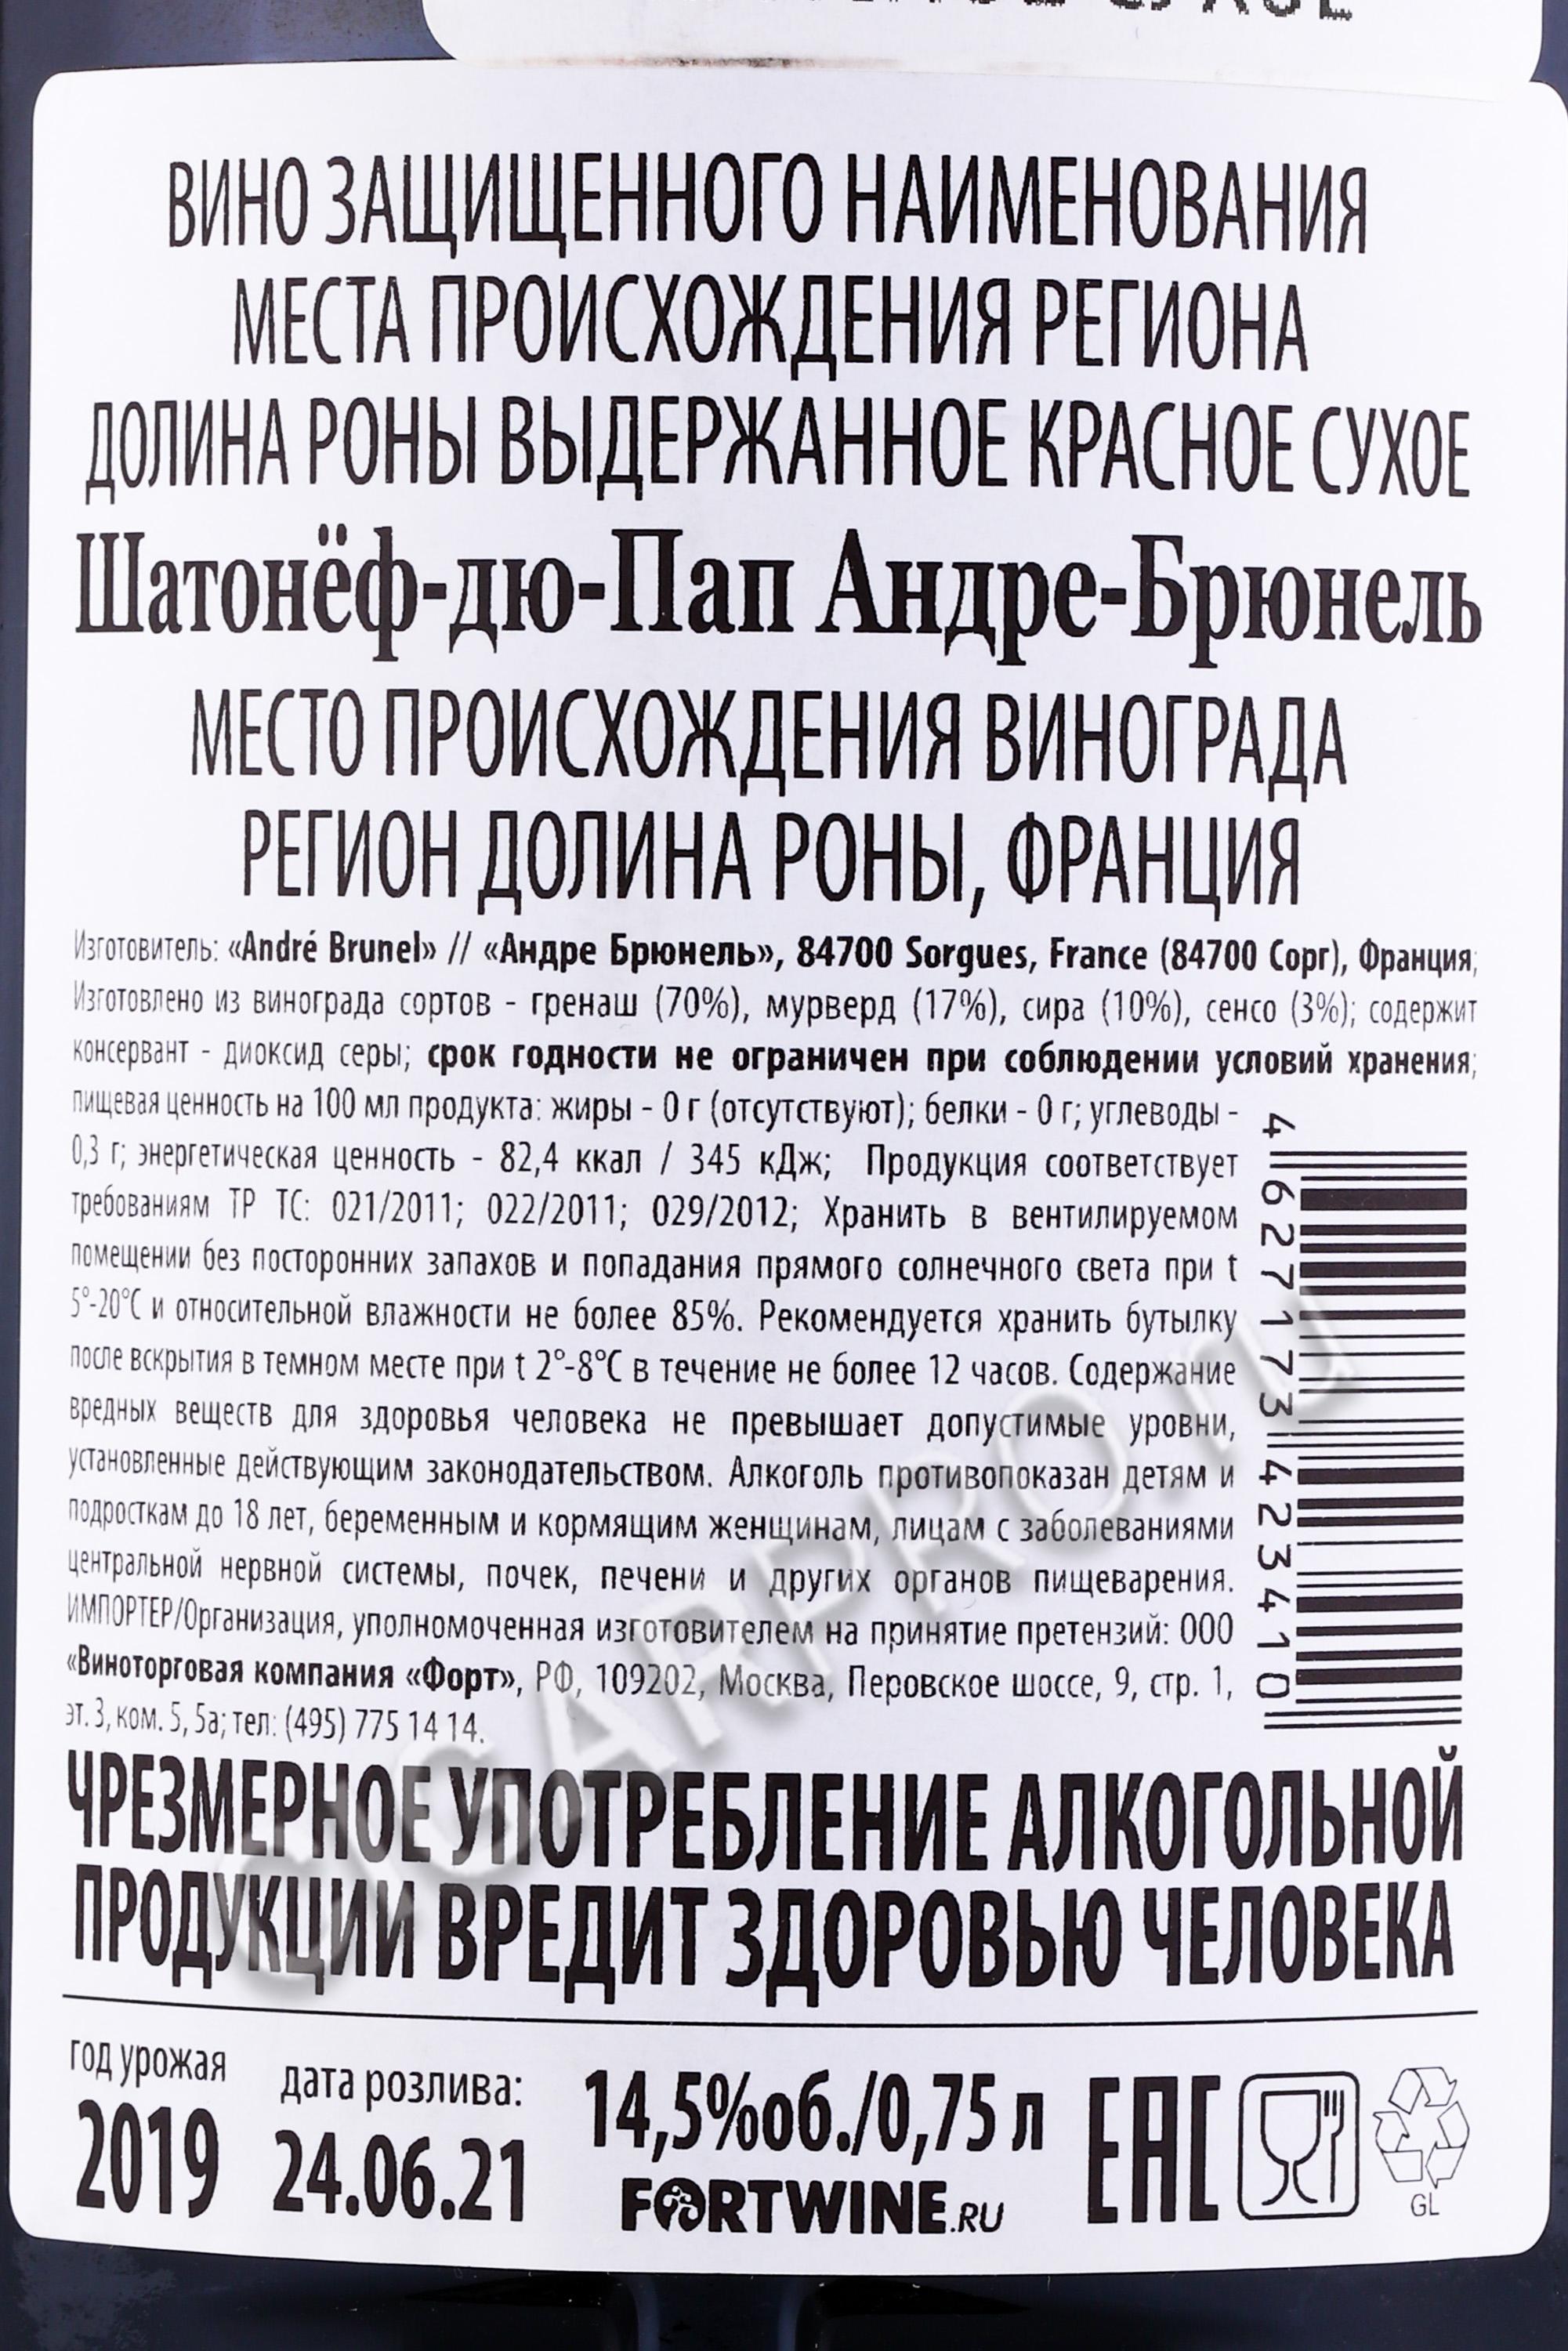 ВИНО ЗАЩИЩЕННОГО НАИМЕНОВАНИЯ
МЕСТА ПРОИСХОЖДЕНИЯ РЕГИОНА
ДОЛИНА РОНЫ ВЫДЕРЖАННОЕ КРАСНОЕ СУХОЕ
Шатонёф-дю-Пап Андре-Брюнель
МЕСТО ПРОИСХОЖДЕНИЯ ВИНОГРАДА
РЕГИОН ДОЛИНА РОНЫ, ФРАНЦИЯ
Изготовитель: «André Brunel» // «Андре Брюнель», 84700 Sorgues, France (84700 Сорг), Франция;
Изготовлено из винограда сортов - гренаш (70%), мурверд (17%), сира (10%), сенсо (3%); содержит
консервант - диоксид серы; срок годности не ограничен при соблюдении условий хранения;
пищевая ценность на 100 мл продукта: жиры - 0 г (отсутствуют); белки - 0 г; углеводы -
0,3 г; энергетическая ценность - 82,4 ккал / 345 кДж; Продукция соответствует
требованиям ТР ТС: 021/2011; 022/2011; 029/2012; Хранить в вентилируемом
помещении без посторонних запахов и попадания прямого солнечного света при t
5°-20°C и относительной влажности не более 85%. Рекомендуется хранить бутылку
после вскрытия в темном месте при t 2°-8°C в течение не более 12 часов. Содержание
вредных веществ для здоровья человека не превышает допустимые уровни,
установленные действующим законодательством. Алкоголь противопоказан детям и
подросткам до 18 лет, беременным и кормящим женщинам, лицам с заболеваниями
центральной нервной системы, почек, печени и других органов пищеварения.
ИМПОРТЕР/Организация, уполномоченная изготовителем на принятие претензий: ООО
«Виноторговая компания «Форт», РФ, 109202, Москва, Перовское шоссе, 9, стр. 1,
эт. 3, ком. 5, 5а; тел: (495) 775 14 14.
4 627173 423410
CIGARPRO.ru
ЧРЕЗМЕРНОЕ УПОТРЕБЛЕНИЕ АЛКОГОЛЬНОЙ
ПРОДУКЦИИ ВРЕДИТ ЗДОРОВЬЮ ЧЕЛОВЕКА
год урожая
2019
дата розлива:
24.06.21
14,5%об./0,75 л
FORTWINE.RU
EAC
GL